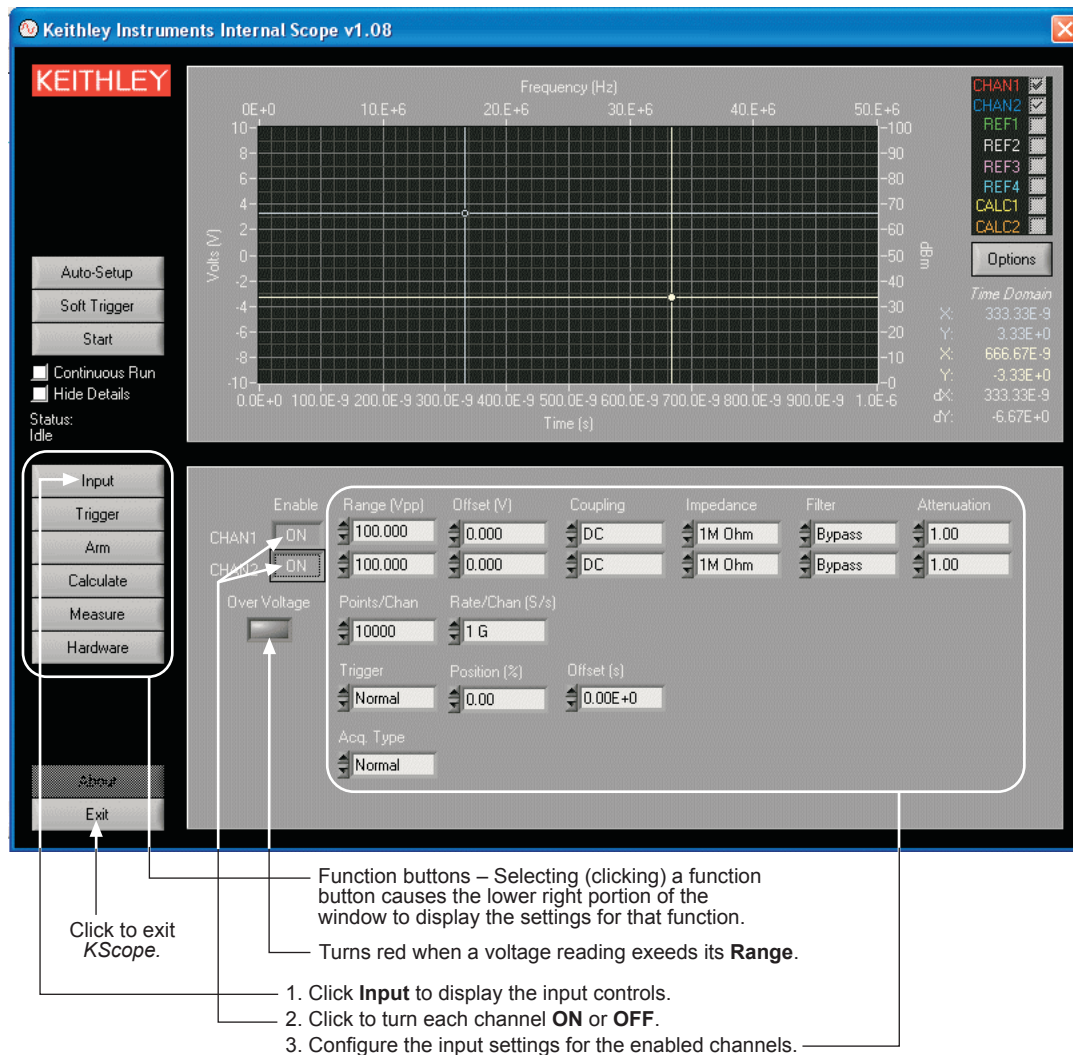 Keithley Instruments Internal Scope v1.08
KEITHLEY
Frequency (Hz)
0E+0 10.E+6 20.E+6 30.E+6 40.E+6 50.E+6
10
8
6
4
2
0
-2
-4
-6
-8
-10
Volts (V)
-100
-90
-80
-70
-60
-50
-40
-30
-20
-10
-0
dBm
0.0E+0 100.0E-9 200.0E-9 300.0E-9 400.0E-9 500.0E-9 600.0E-9 700.0E-9 800.0E-9 900.0E-9 1.0E-6
Time (s)
CHAN1
CHAN2
REF1
REF2
REF3
REF4
CALC1
CALC2
Options
Time Domain
X: 333.33E-9
Y: 3.33E+0
X: 666.67E-9
Y: -3.33E+0
dX: 333.33E-9
dY: -6.67E+0
Auto-Setup
Soft Trigger
Start
Continuous Run
Hide Details
Status:
Idle
Input
Trigger
Arm
Calculate
Measure
Hardware
About
Exit
Enable Range (Vpp) Offset (V) Coupling Impedance Filter Attenuation
CHAN1 ON 100.000 0.000 DC 1M Ohm Bypass 1.00
CHAN2 ON 100.000 0.000 DC 1M Ohm Bypass 1.00
Over Voltage Points/Chan Rate/Chan (S/s)
10000 1 G
Trigger Position (%) Offset (s)
Normal 0.00 0.00E+0
Acq. Type
Normal
Function buttons – Selecting (clicking) a function
button causes the lower right portion of the
window to display the settings for that function.
Click to exit
KScope.
Turns red when a voltage reading exeeds its Range.
1. Click Input to display the input controls.
2. Click to turn each channel ON or OFF.
3. Configure the input settings for the enabled channels.